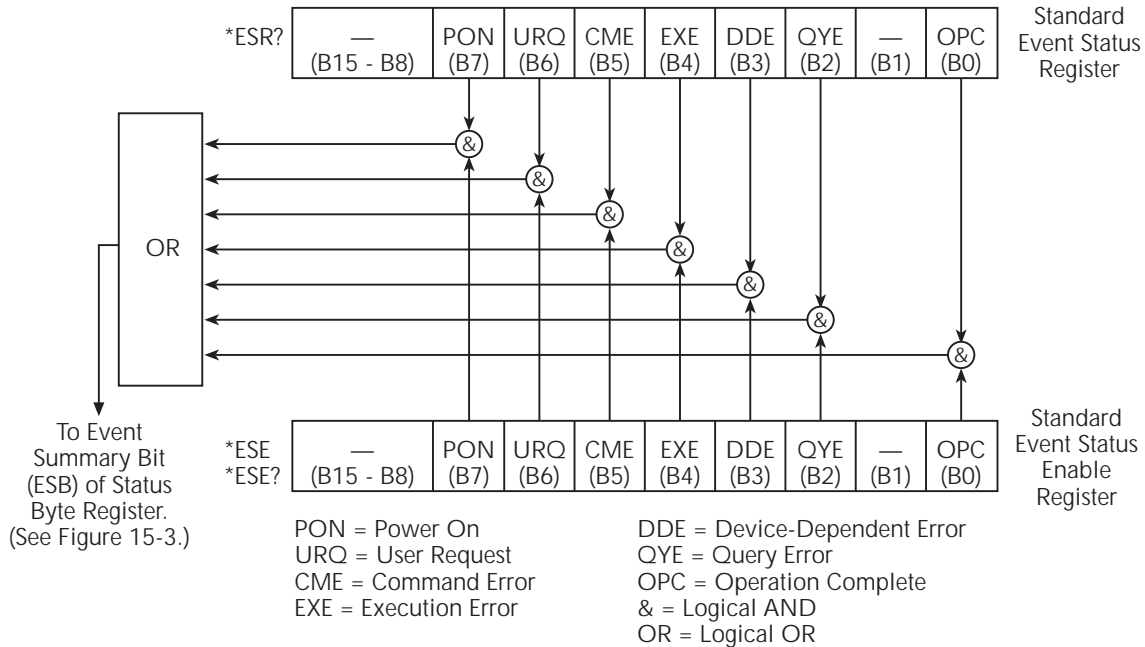 *ESR?
—
(B15 - B8)
PON
(B7)
URQ
(B6)
CME
(B5)
EXE
(B4)
DDE
(B3)
QYE
(B2)
—
(B1)
OPC
(B0)
Standard
Event Status
Register
&
&
&
&
&
&
&
OR
To Event
Summary Bit
(ESB) of Status
Byte Register.
(See Figure 15-3.)
*ESE
*ESE?
—
(B15 - B8)
PON
(B7)
URQ
(B6)
CME
(B5)
EXE
(B4)
DDE
(B3)
QYE
(B2)
—
(B1)
OPC
(B0)
Standard
Event Status
Enable
Register
PON = Power On
URQ = User Request
CME = Command Error
EXE = Execution Error
DDE = Device-Dependent Error
QYE = Query Error
OPC = Operation Complete
& = Logical AND
OR = Logical OR